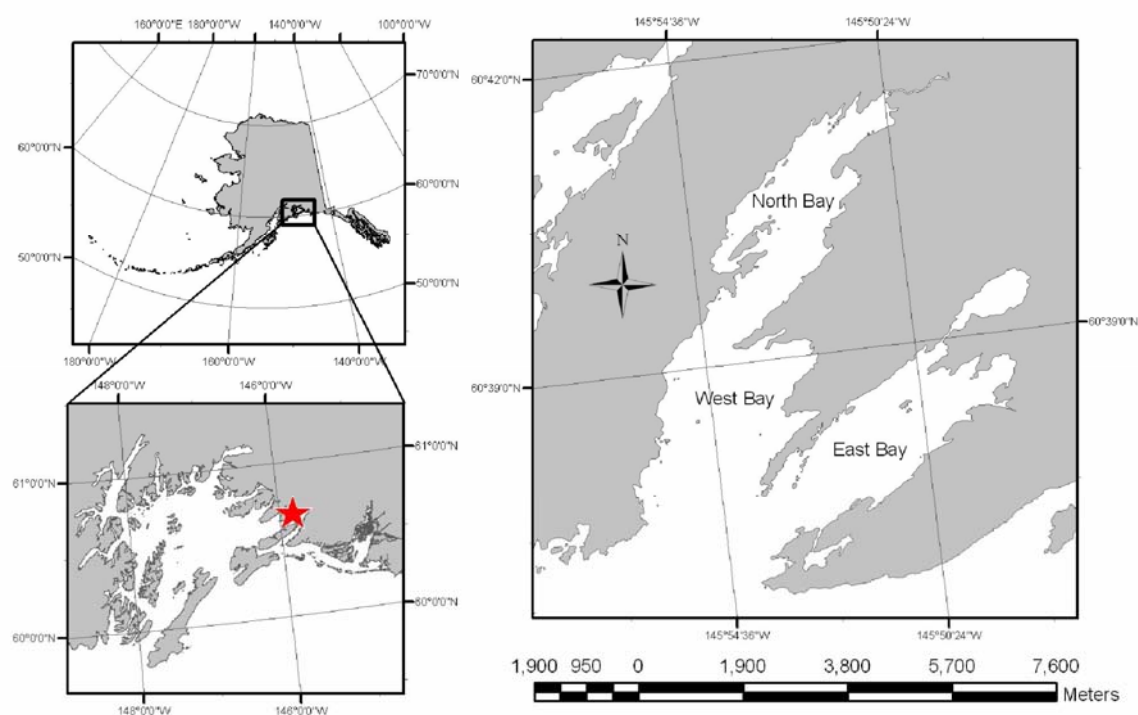 160°0'0"E 180°0'0"W 140°0'0"W 100°0'0"W
70°0'0"N
60°0'0"N
60°0'0"N
50°0'0"N
50°0'0"N
180°0'0"W 160°0'0"W 140°0'0"W
148°0'0"W 146°0'0"W
61°0'0"N
61°0'0"N
60°0'0"N
60°0'0"N
148°0'0"W 146°0'0"W
145°54'36"W 145°50'24"W
60°42'0"N
North Bay
N
60°39'0"N
60°39'0"N
West Bay
East Bay
145°54'36"W 145°50'24"W
1,900 950 0 1,900 3,800 5,700 7,600
Meters